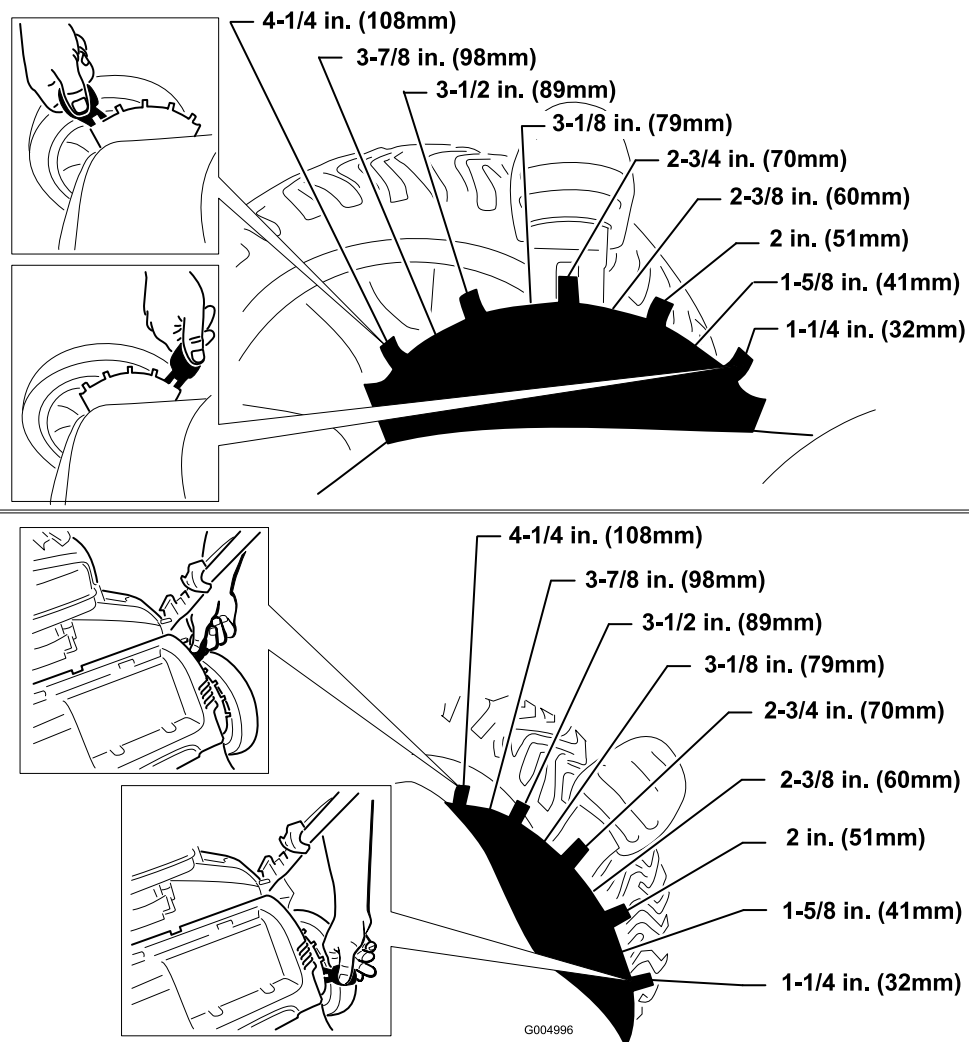 4-1/4 in. (108mm)
3-7/8 in. (98mm)
3-1/2 in. (89mm)
3-1/8 in. (79mm)
2-3/4 in. (70mm)
2-3/8 in. (60mm)
2 in. (51mm)
1-5/8 in. (41mm)
1-1/4 in. (32mm)
4-1/4 in. (108mm)
3-7/8 in. (98mm)
3-1/2 in. (89mm)
3-1/8 in. (79mm)
2-3/4 in. (70mm)
2-3/8 in. (60mm)
2 in. (51mm)
1-5/8 in. (41mm)
1-1/4 in. (32mm)
G004996